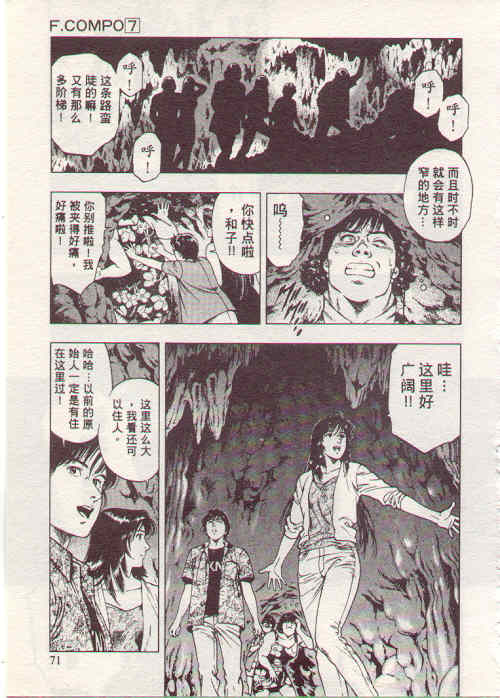 F.COMPO 7
呼！
呼！
呼！
呼！
这条路蛮
陡的嘛！
又有那么
多阶梯！
而且时不时
就会有这样
窄的地方…
呜………
你快点啦
，和子!!
你别推啦！我
被夹得好痛，
好痛啦！
哇…
这里好
广阔!!
这里这么大
，我看还可
以住人。
哈哈…以前的原
始人一定是有住
在这里过！
71